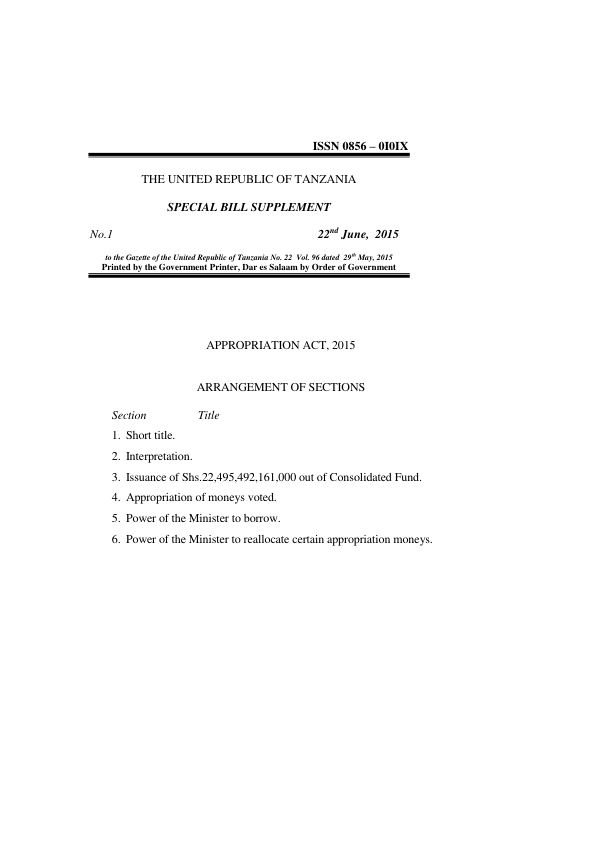 ISSN 0856 – 0I0IX
THE UNITED REPUBLIC OF TANZANIA
SPECIAL BILL SUPPLEMENT
No.1 22nd June, 2015
to the Gazette of the United Republic of Tanzania No. 22 Vol. 96 dated 29th May, 2015
Printed by the Government Printer, Dar es Salaam by Order of Government
APPROPRIATION ACT, 2015
ARRANGEMENT OF SECTIONS
Section Title
1. Short title.
2. Interpretation.
3. Issuance of Shs.22,495,492,161,000 out of Consolidated Fund.
4. Appropriation of moneys voted.
5. Power of the Minister to borrow.
6. Power of the Minister to reallocate certain appropriation moneys.